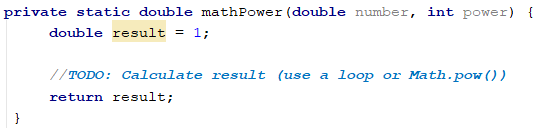 private static double mathPower(double number, int power) {
    double result = 1;
    //TODO: Calculate result (use a loop or Math.pow())
    return result;
}